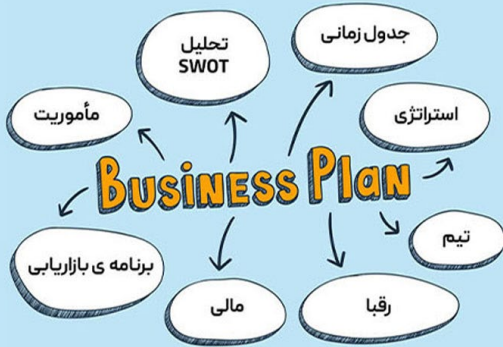 جدول زمانی
تحلیل
SWOT
استراتژی
مأموریت
Business Plan
تیم
برنامه ی بازاریابی
رقبا
مالی